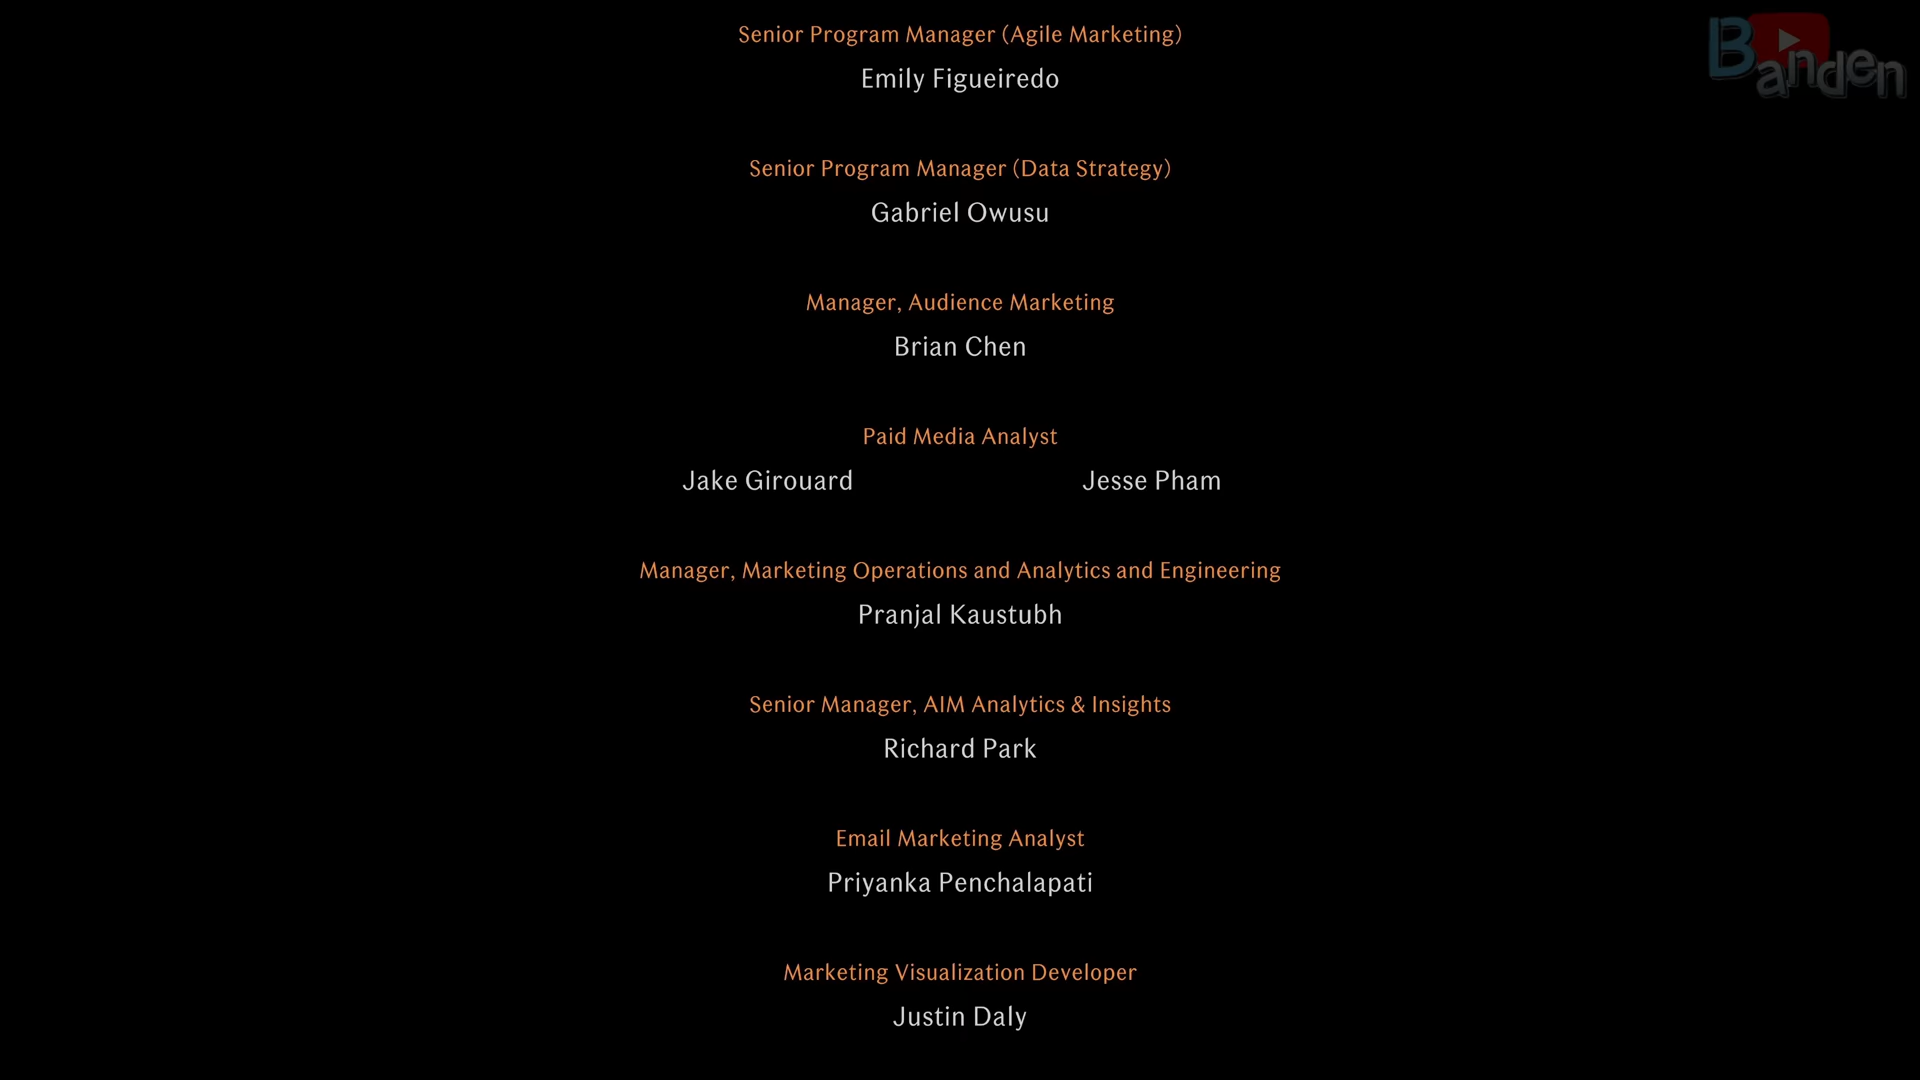 Senior Program Manager (Agile Marketing)
Emily Figueiredo
Senior Program Manager (Data Strategy)
Gabriel Owusu
Manager, Audience Marketing
Brian Chen
Paid Media Analyst
Jake Girouard Jesse Pham
Manager, Marketing Operations and Analytics and Engineering
Pranjal Kaustubh
Senior Manager, AIM Analytics & Insights
Richard Park
Email Marketing Analyst
Priyanka Penchalapati
Marketing Visualization Developer
Justin Daly
Banden